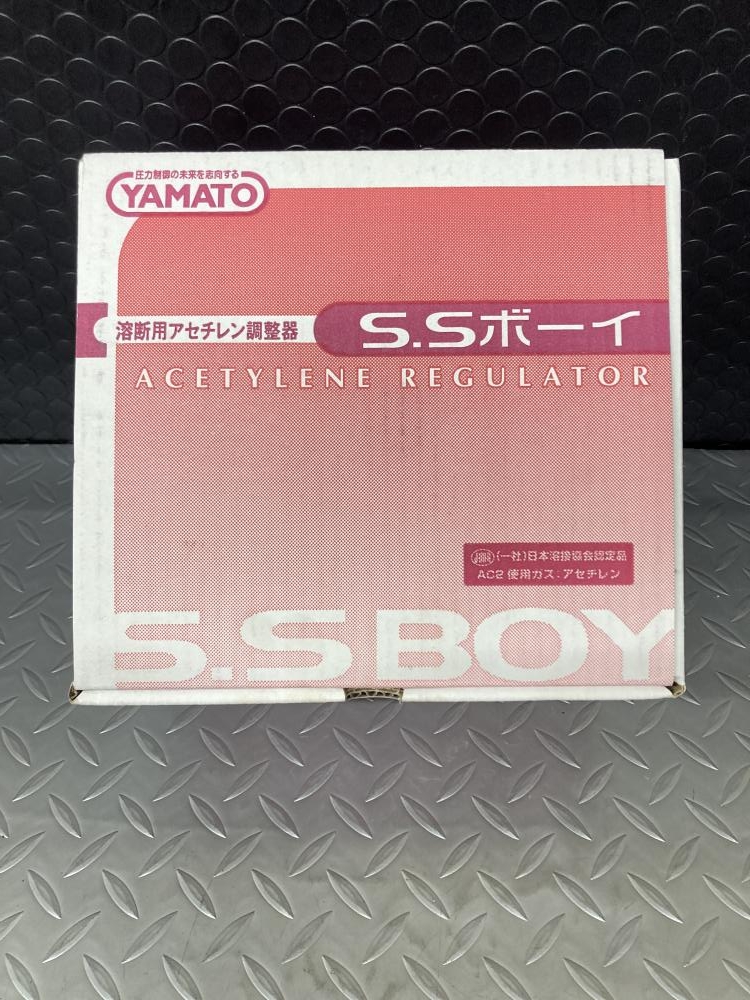 圧力制御の未来を志向する
YAMATO
溶断用アセチレン調整器
S.Sボーイ
ACETYLENE REGULATOR
(一社)日本溶接協会認定品
AC2 使用ガス:アセチレン
S.S BOY